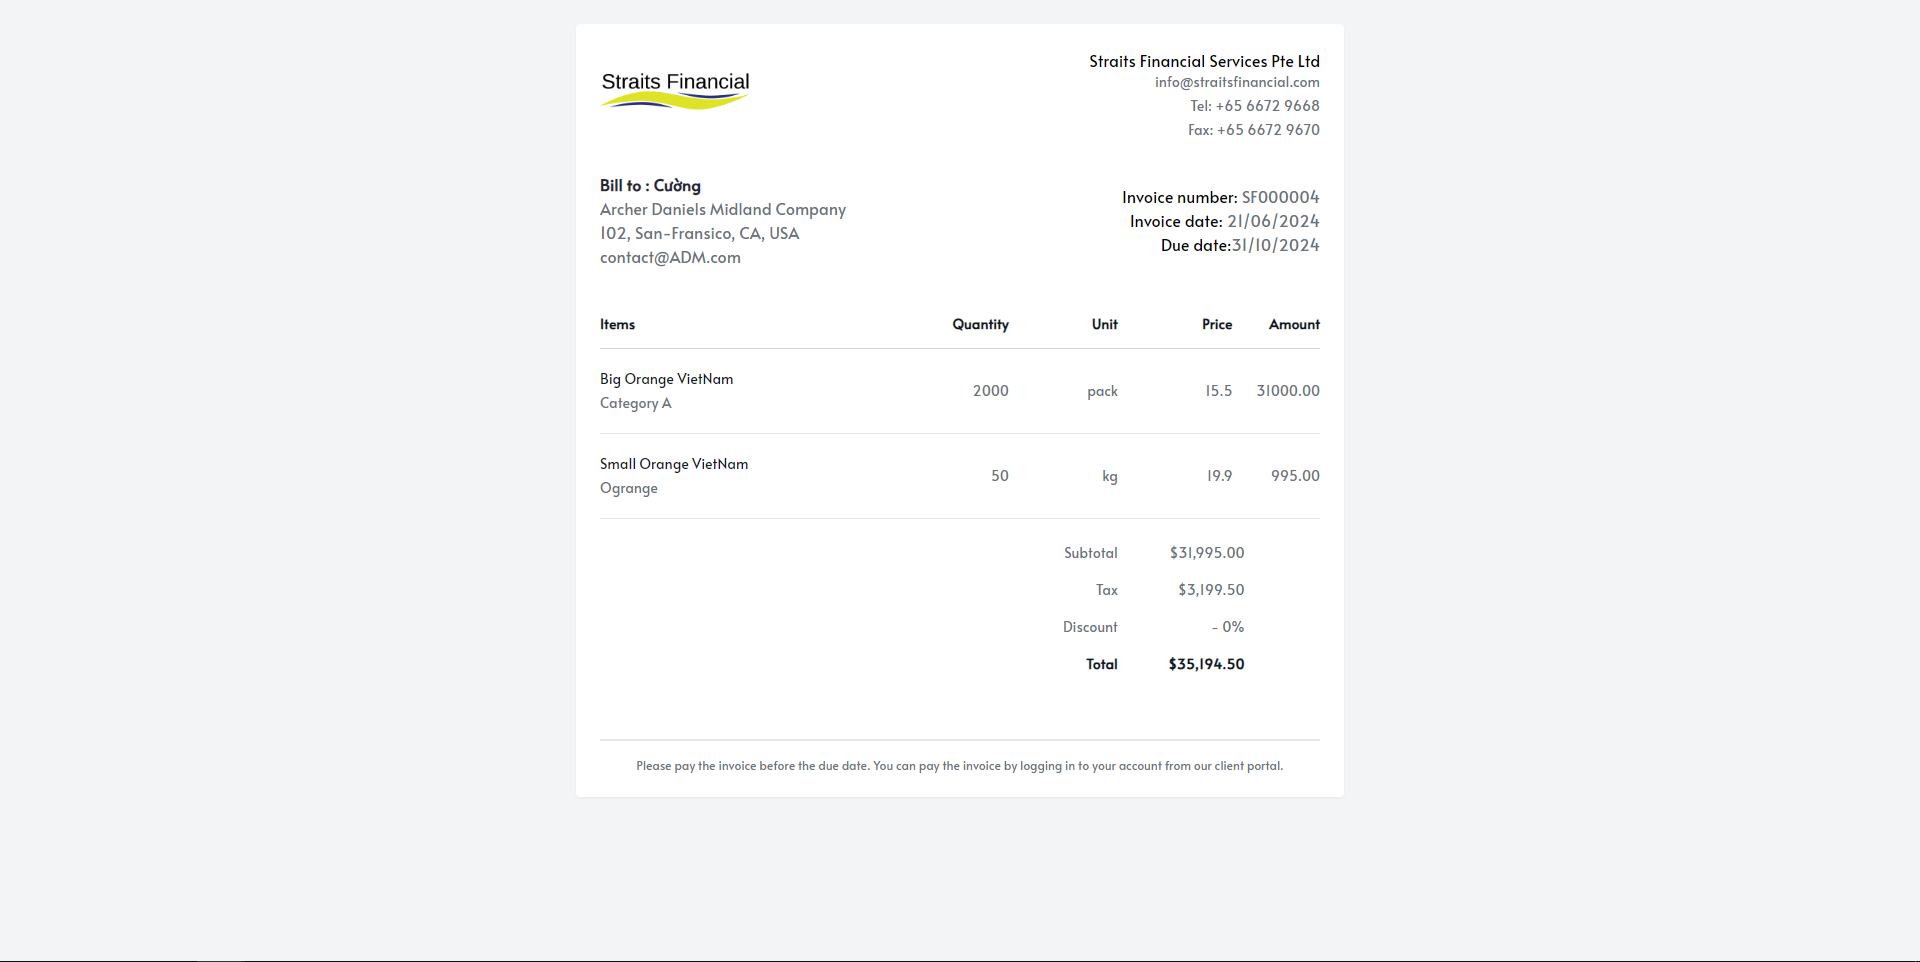 Straits Financial
Straits Financial Services Pte Ltd
info@straitsfinancial.com
Tel: +65 6672 9668
Fax: +65 6672 9670
Bill to : Cường
Archer Daniels Midland Company
102, San-Fransico, CA, USA
contact@ADM.com
Invoice number: SF000004
Invoice date: 21/06/2024
Due date:31/10/2024
Items Quantity Unit Price Amount
Big Orange VietNam
Category A
2000 pack 15.5 31000.00
Small Orange VietNam
Ogrange
50 kg 19.9 995.00
Subtotal $31,995.00
Tax $3,199.50
Discount - 0%
Total $35,194.50
Please pay the invoice before the due date. You can pay the invoice by logging in to your account from our client portal.